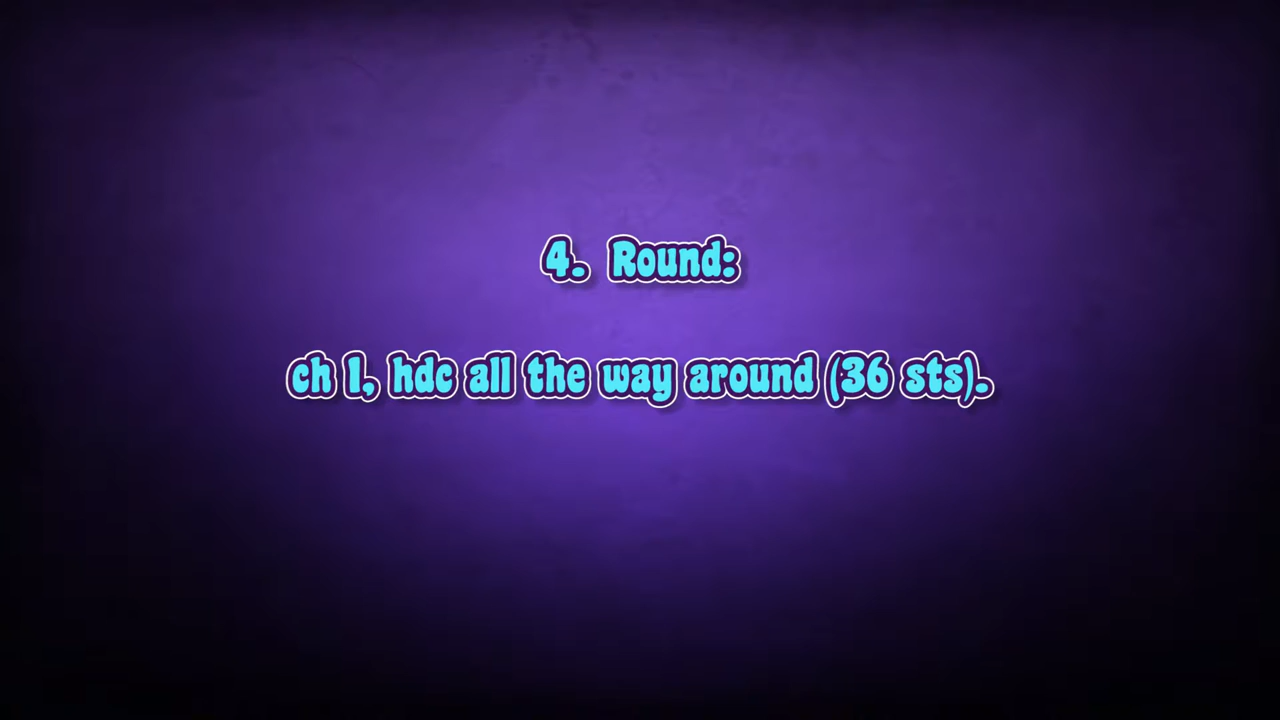 4. Round:
ch 1, hdc all the way around (36 sts).